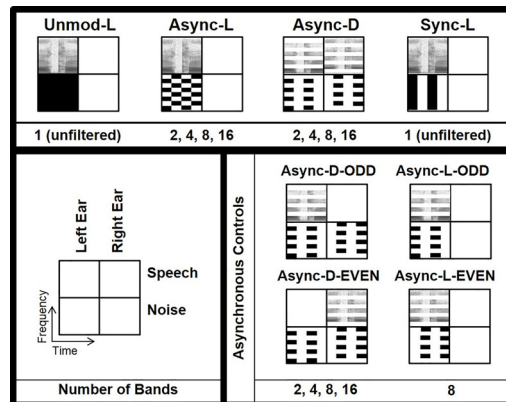 Unmod-L Async-L Async-D Sync-L
1 (unfiltered) 2, 4, 8, 16 2, 4, 8, 16 1 (unfiltered)
Left Ear
Right Ear
Speech
Noise
Frequency
Time
Number of Bands
Asynchronous Controls
Async-D-ODD Async-L-ODD
Async-D-EVEN Async-L-EVEN
2, 4, 8, 16 8